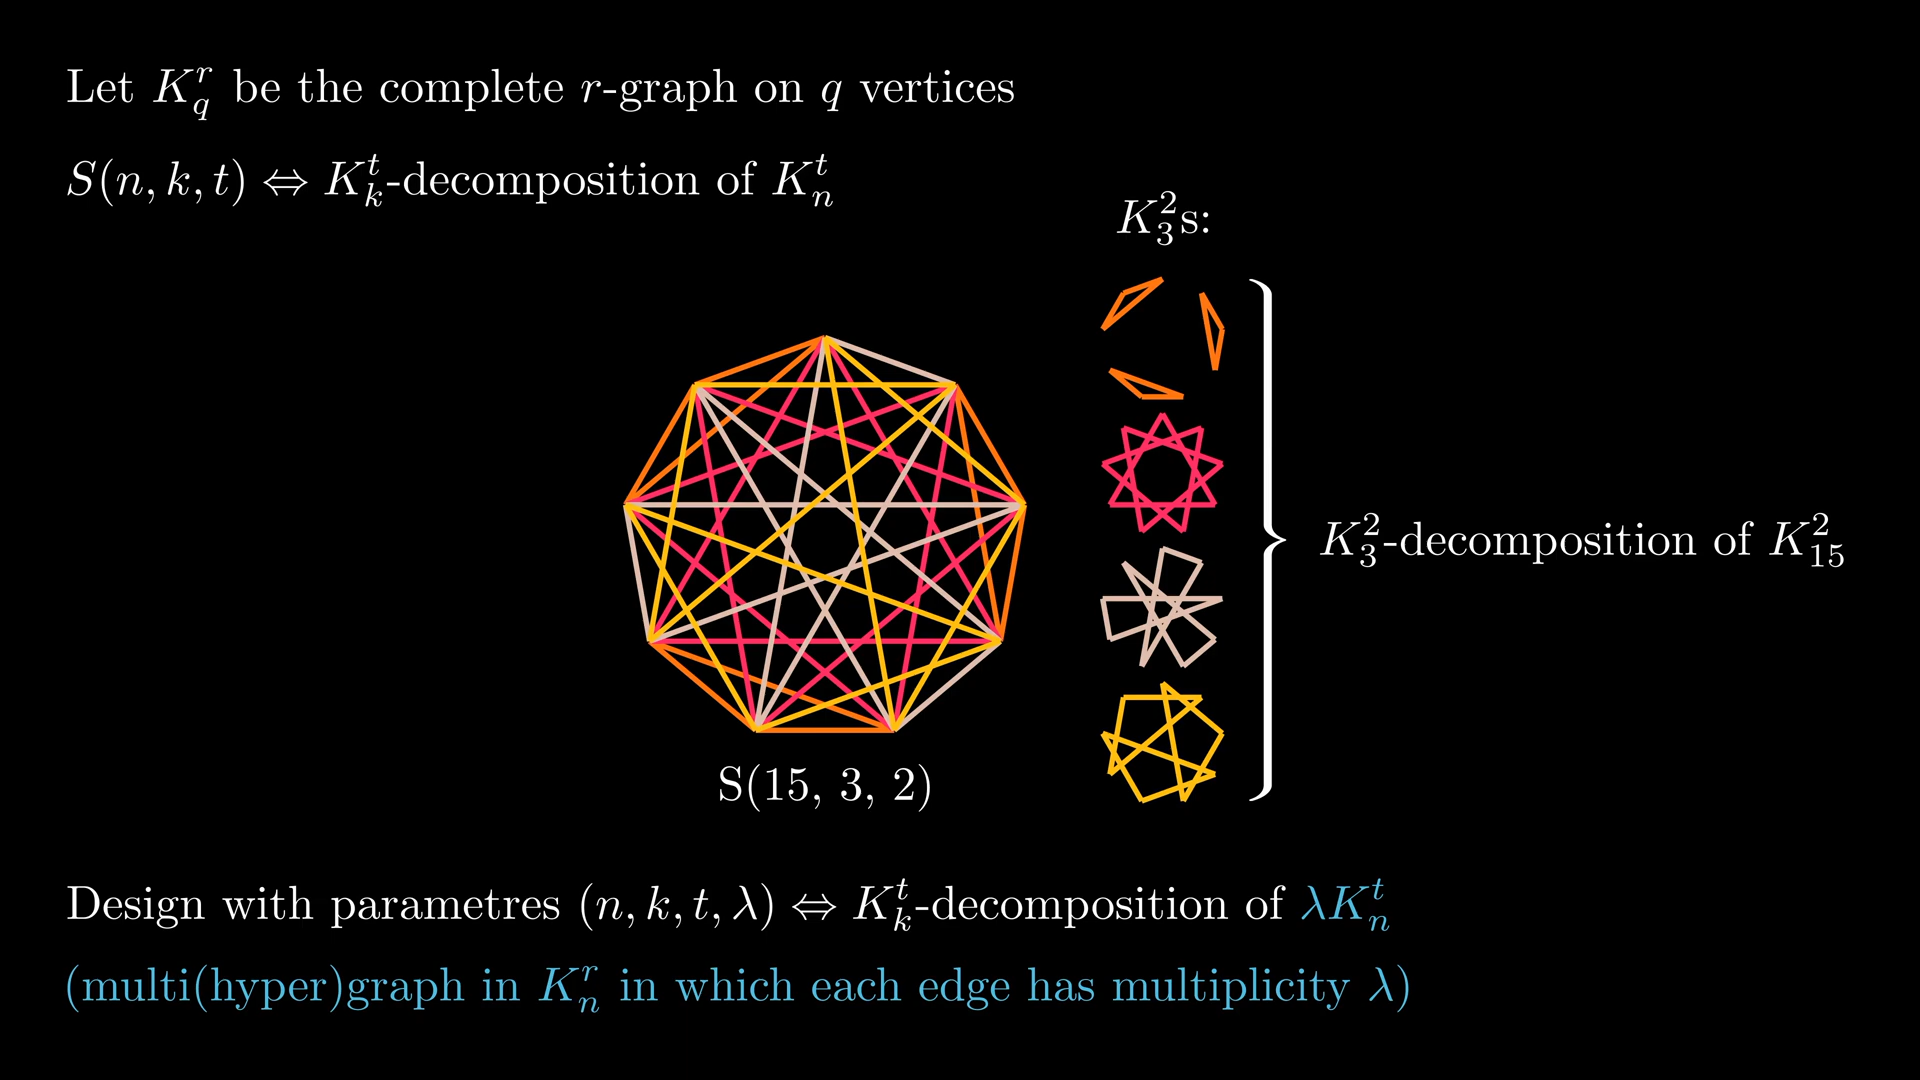 Let $K_q^r$ be the complete $r$-graph on $q$ vertices
$S(n, k, t) \Leftrightarrow K_k^t$-decomposition of $K_n^t$
$K_3^2$s:
$K_3^2$-decomposition of $K_{15}^2$
S(15, 3, 2)
Design with parametres $(n, k, t, \lambda) \Leftrightarrow K_k^t$-decomposition of $\lambda K_n^t$
(multi(hyper)graph in $K_n^r$ in which each edge has multiplicity $\lambda$)